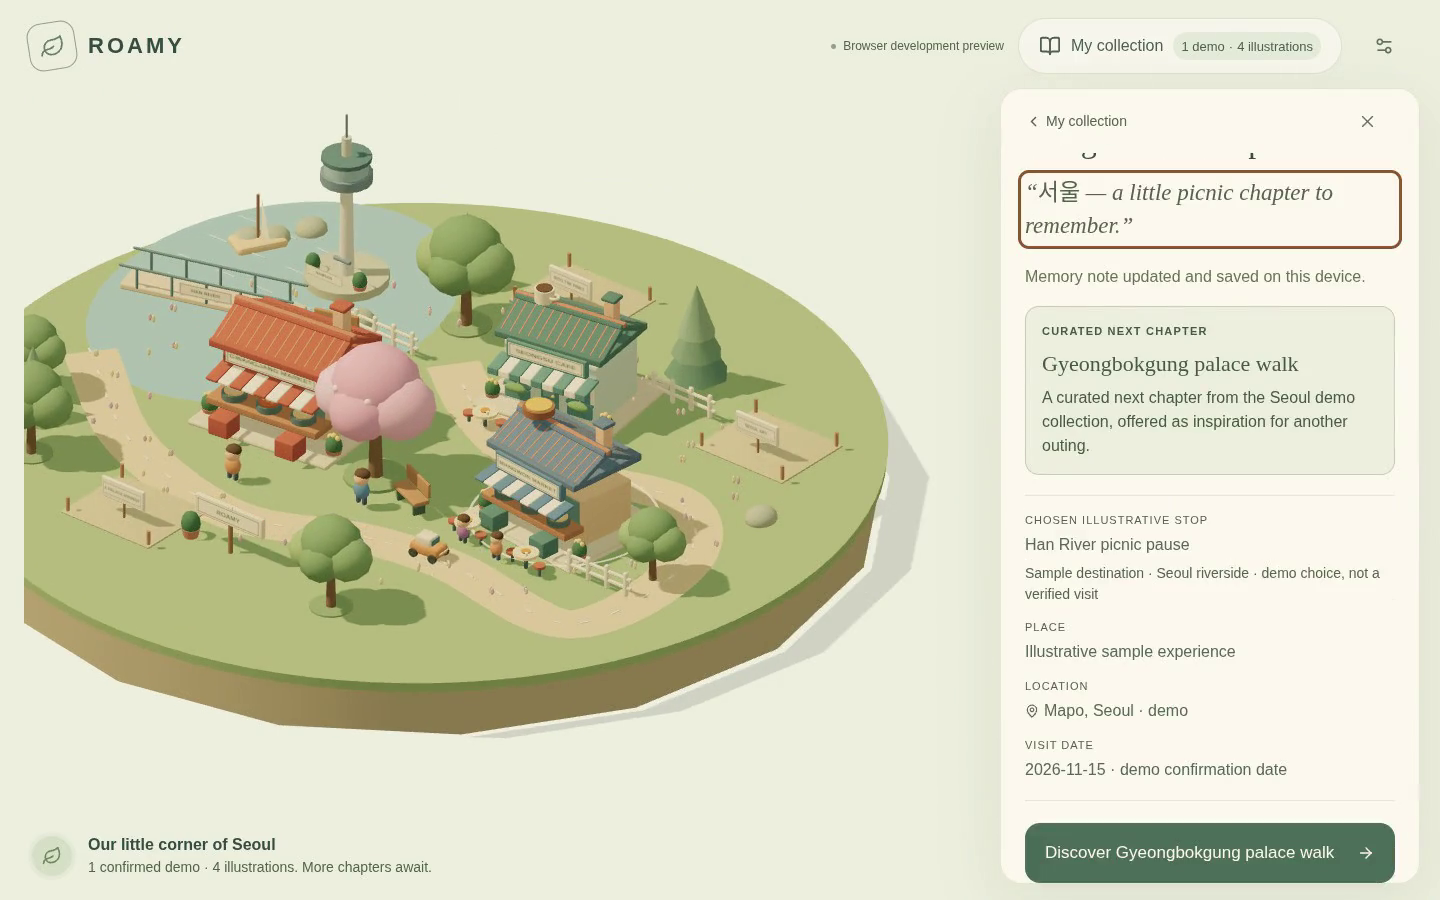 ROAMY
Browser development preview
My collection
1 demo · 4 illustrations
My collection
“서울 — a little picnic chapter to
remember.”
Memory note updated and saved on this device.
CURATED NEXT CHAPTER
Gyeongbokgung palace walk
A curated next chapter from the Seoul demo
collection, offered as inspiration for another
outing.
CHOSEN ILLUSTRATIVE STOP
Han River picnic pause
Sample destination · Seoul riverside · demo choice, not a
verified visit
PLACE
Illustrative sample experience
LOCATION
Mapo, Seoul · demo
VISIT DATE
2026-11-15 · demo confirmation date
Discover Gyeongbokgung palace walk
SEONGSU CAFE
ROAMY
Our little corner of Seoul
1 confirmed demo · 4 illustrations. More chapters await.